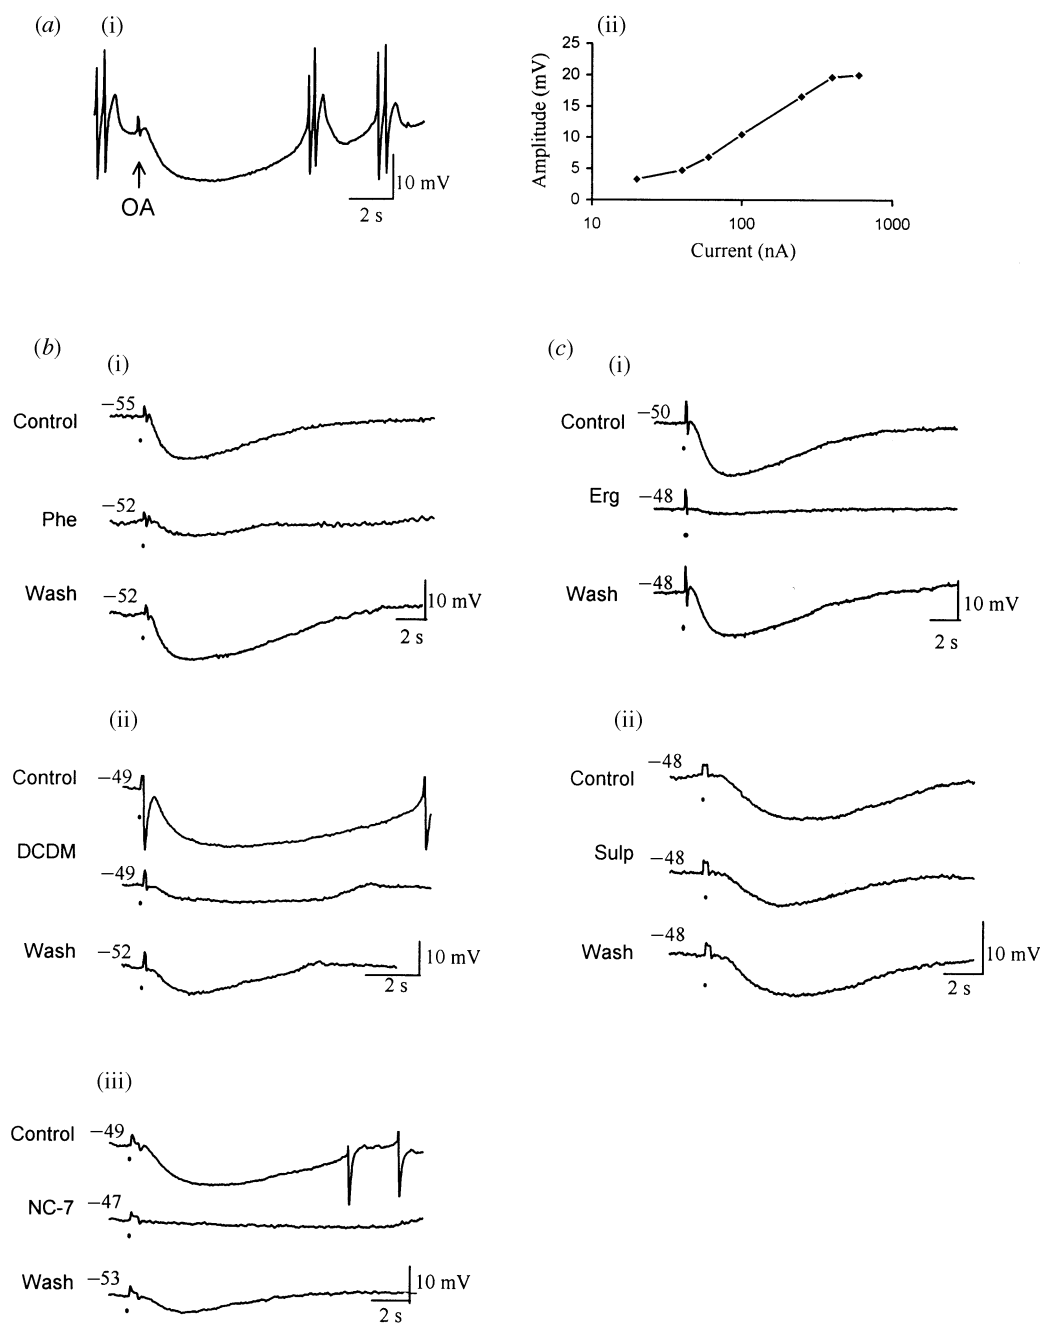 (a) (i)
OA
10 mV
2 s
(ii)
25
20
15
10
5
0
Amplitude (mV)
10 100 1000
Current (nA)
(b) (i)
Control −55
Phe −52
Wash −52
10 mV
2 s
(ii)
Control −49
DCDM
−49
Wash −52
10 mV
2 s
(iii)
Control −49
NC-7 −47
Wash −53
10 mV
2 s
(c) (i)
Control −50
Erg −48
Wash −48
10 mV
2 s
(ii)
Control −48
Sulp −48
Wash −48
10 mV
2 s